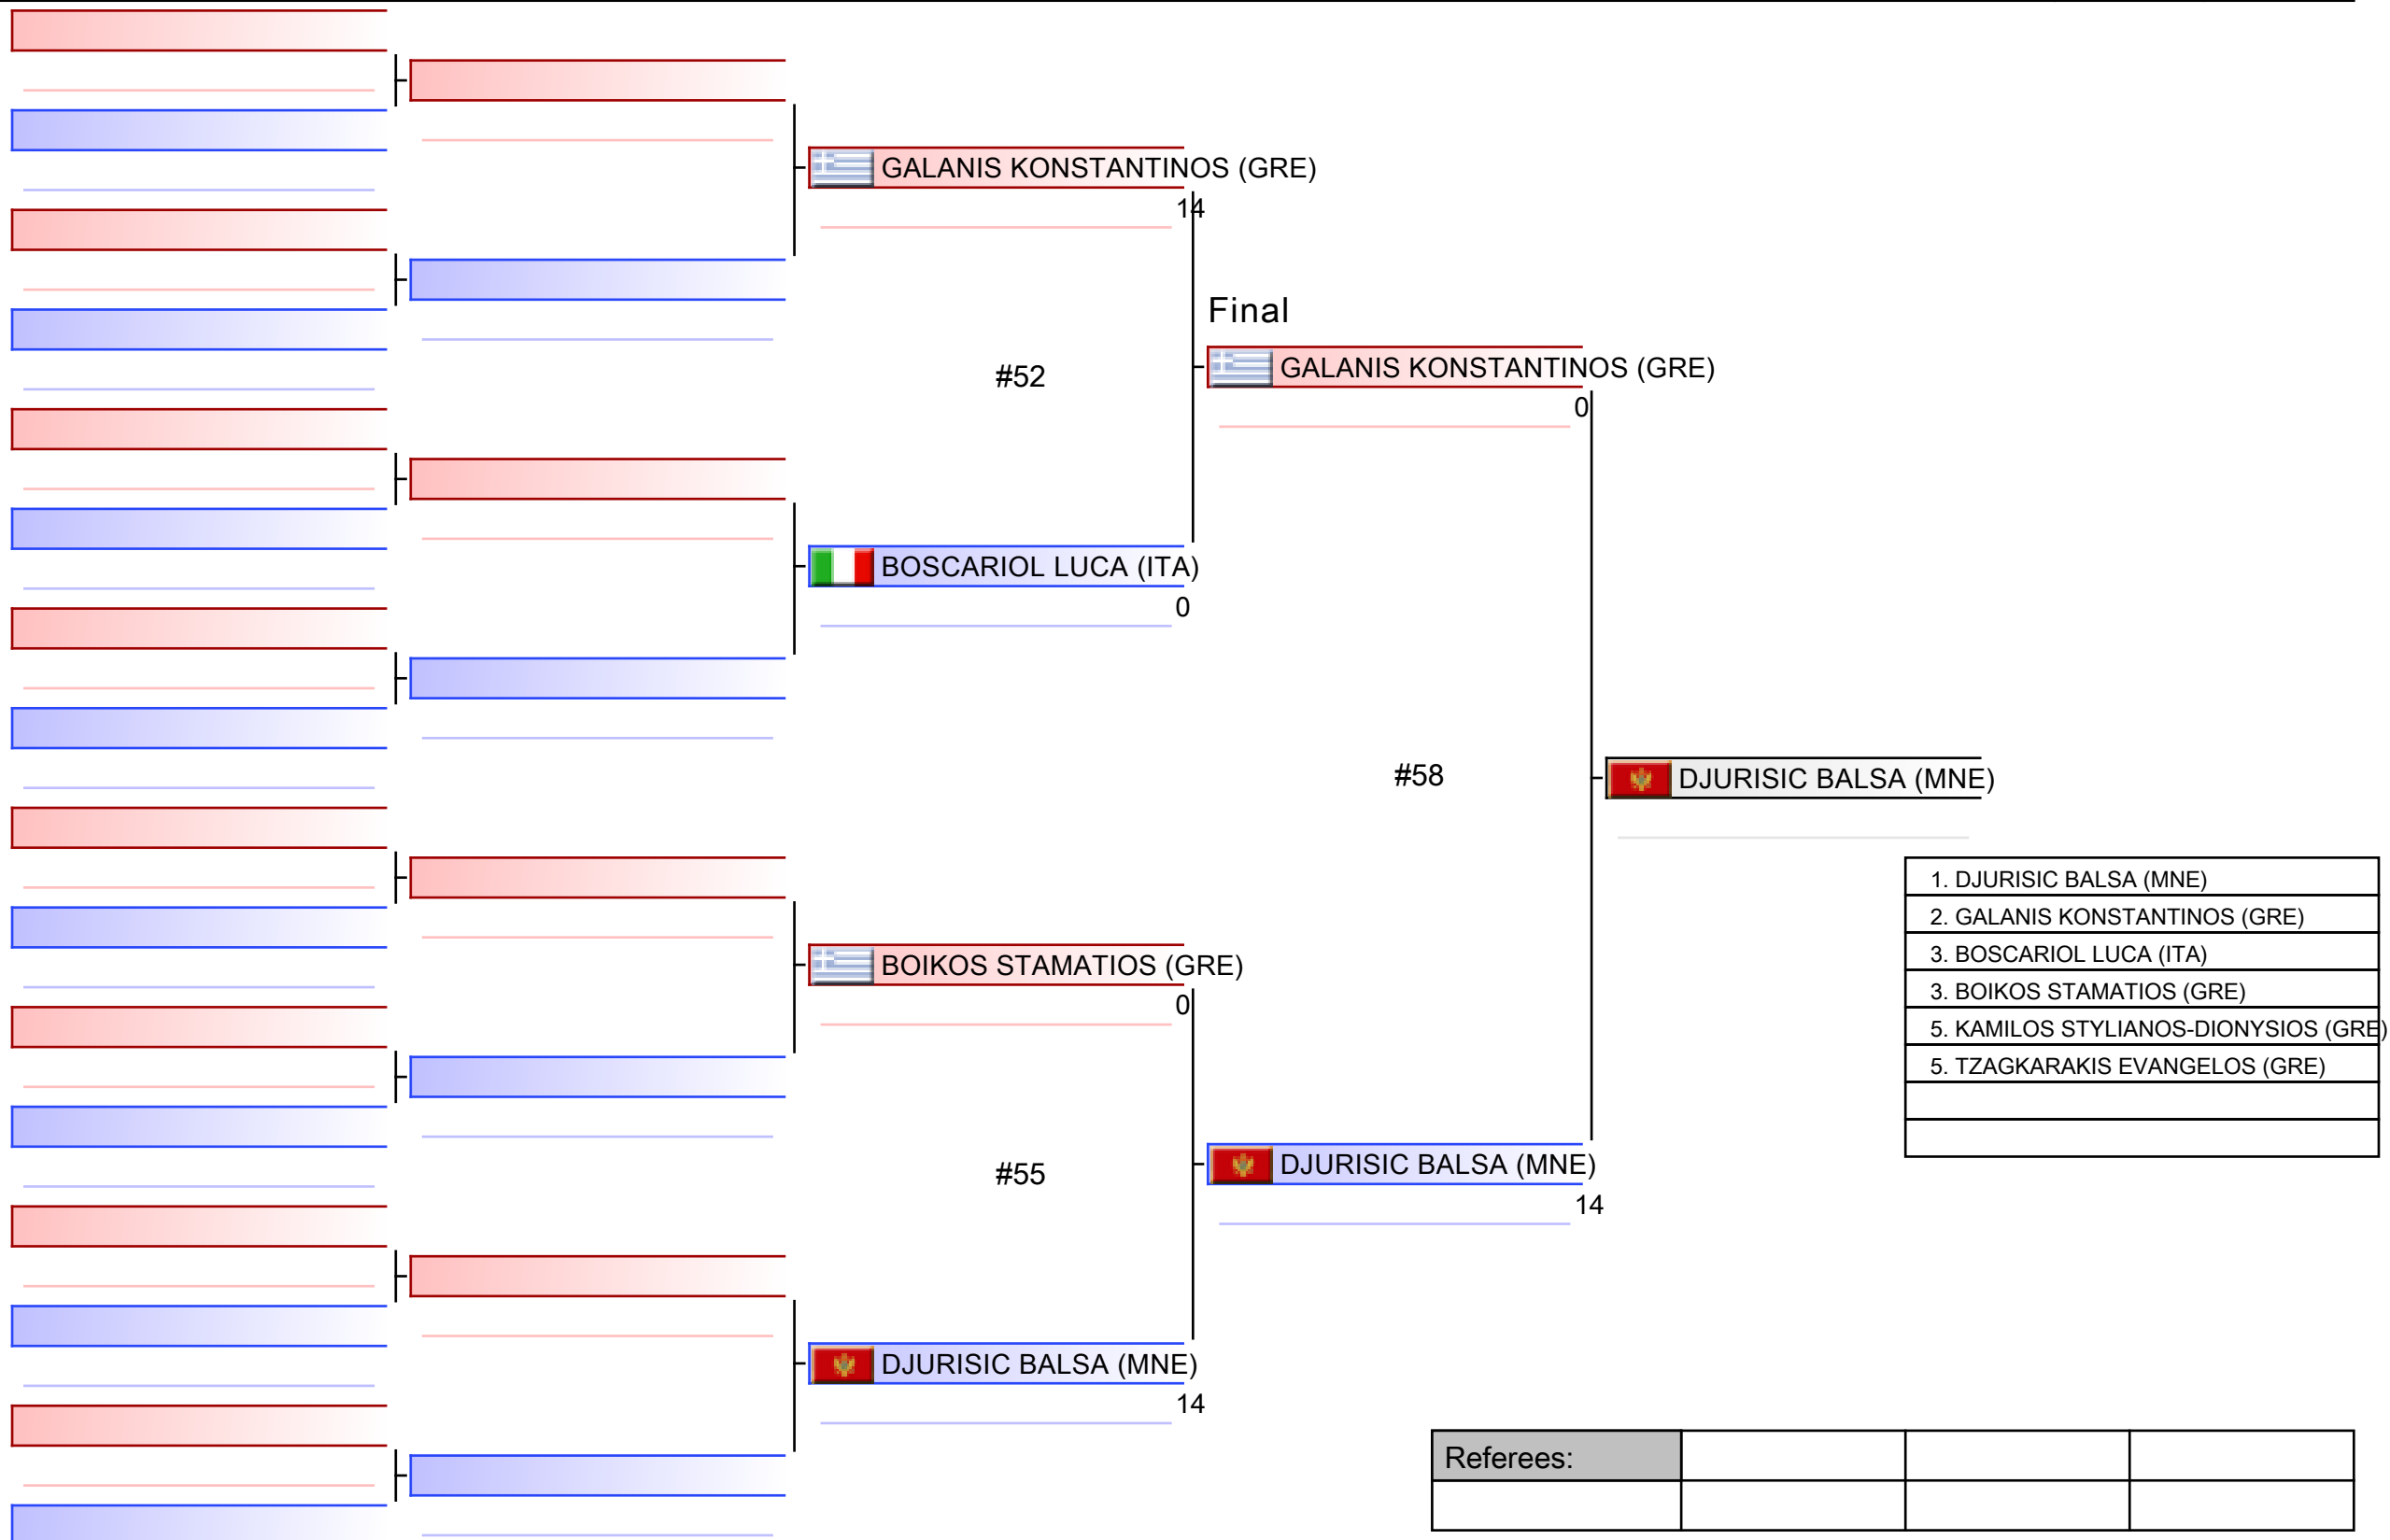 GALANIS KONSTANTINOS (GRE)
14
Final
GALANIS KONSTANTINOS (GRE)
#52
0
BOSCARIOL LUCA (ITA)
0
#58
DJURISIC BALSA (MNE)
1. DJURISIC BALSA (MNE)
2. GALANIS KONSTANTINOS (GRE)
3. BOSCARIOL LUCA (ITA)
3. BOIKOS STAMATIOS (GRE)
5. KAMILOS STYLIANOS-DIONYSIOS (GRE)
5. TZAGKARAKIS EVANGELOS (GRE)
BOIKOS STAMATIOS (GRE)
0
#55
DJURISIC BALSA (MNE)
14
DJURISIC BALSA (MNE)
14
Referees: